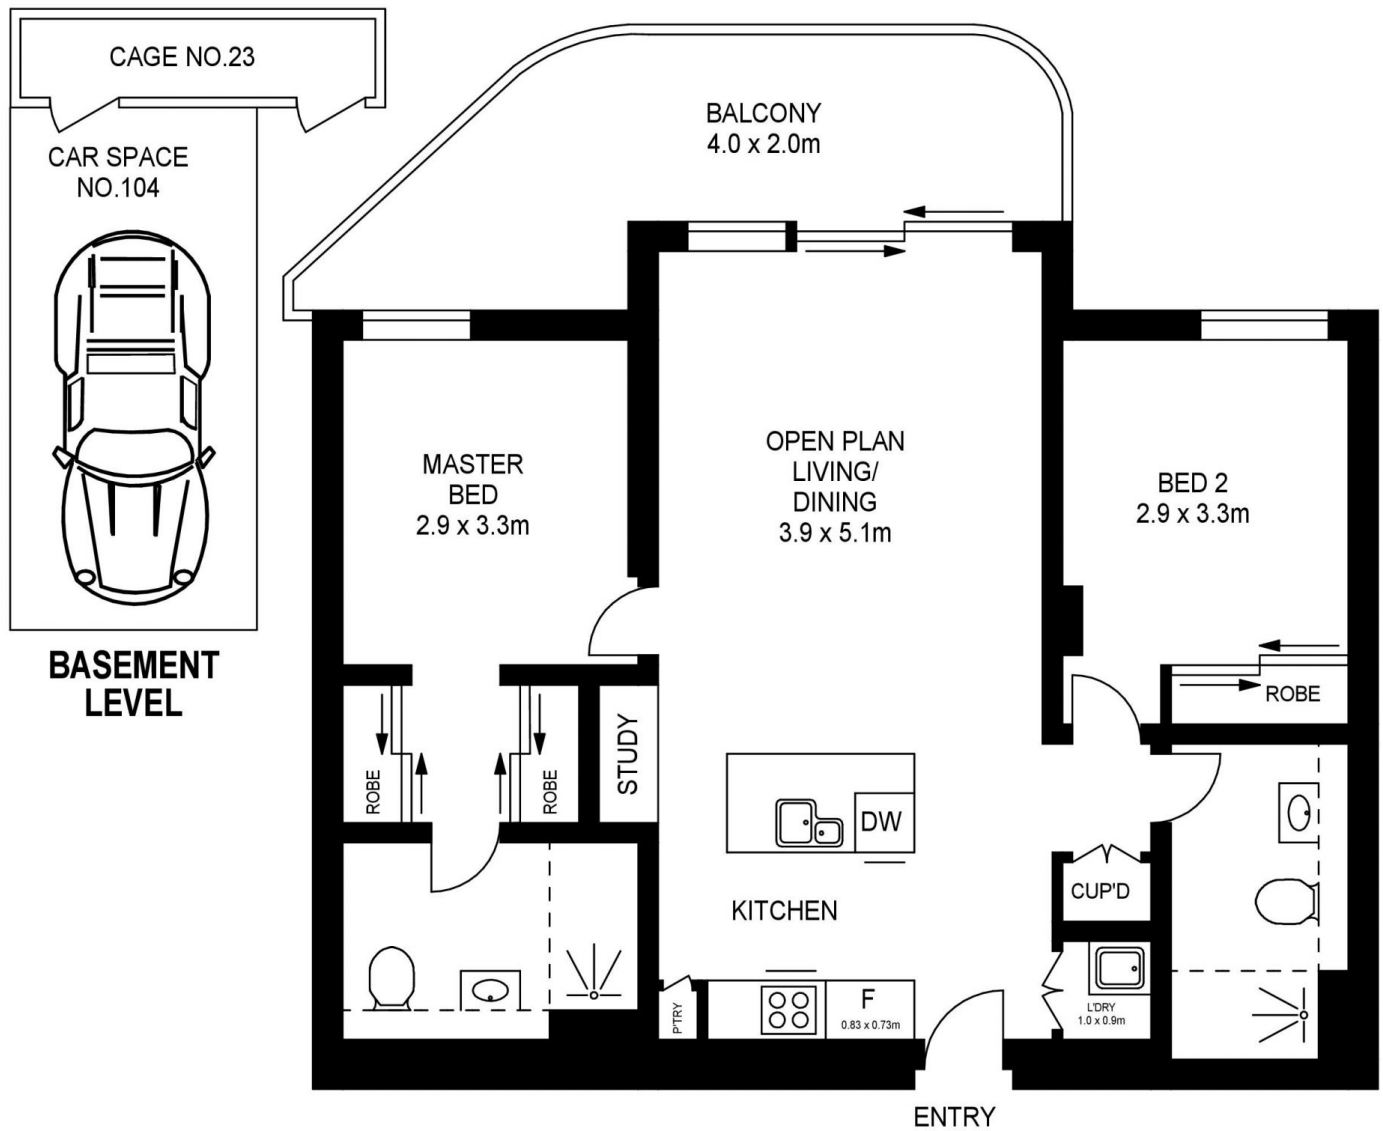 CAGE NO.23
CAR SPACE
NO.104
BASEMENT
LEVEL
BALCONY
4.0 x 2.0m
MASTER
BED
2.9 x 3.3m
OPEN PLAN
LIVING/
DINING
3.9 x 5.1m
BED 2
2.9 x 3.3m
ROBE
ROBE
ROBE
STUDY
DW
KITCHEN
CUP'D
P'TRY
F
0.83 x 0.73m
L'DRY
1.0 x 0.9m
ENTRY